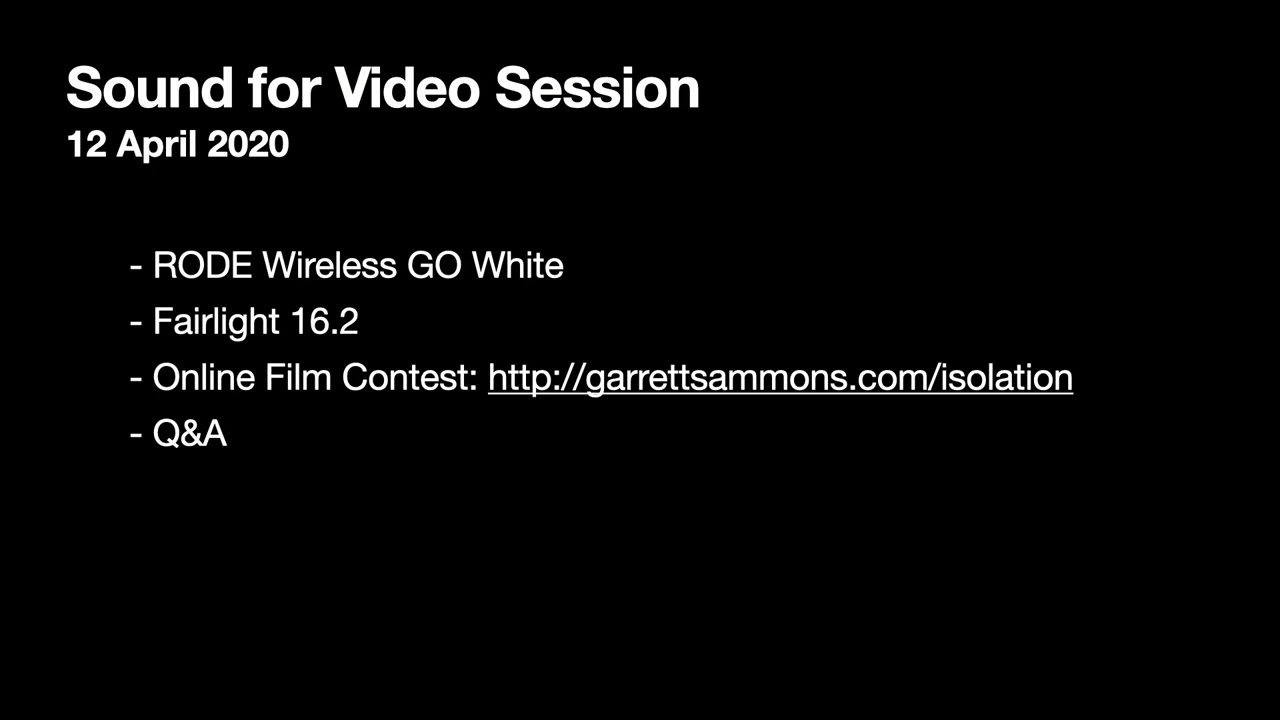 Sound for Video Session
12 April 2020
- RODE Wireless GO White
- Fairlight 16.2
- Online Film Contest: http://garrettsammons.com/isolation
- Q&A